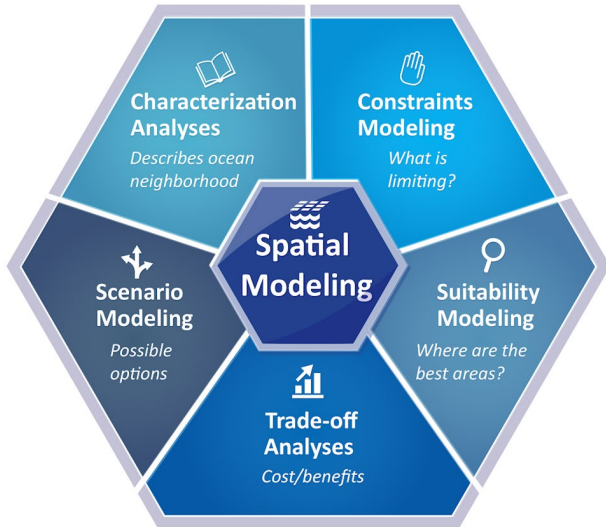 Characterization
Analyses
Describes ocean
neighborhood
Constraints
Modeling
What is
limiting?
Spatial
Modeling
Scenario
Modeling
Possible
options
Suitability
Modeling
Where are the
best areas?
Trade-off
Analyses
Cost/benefits